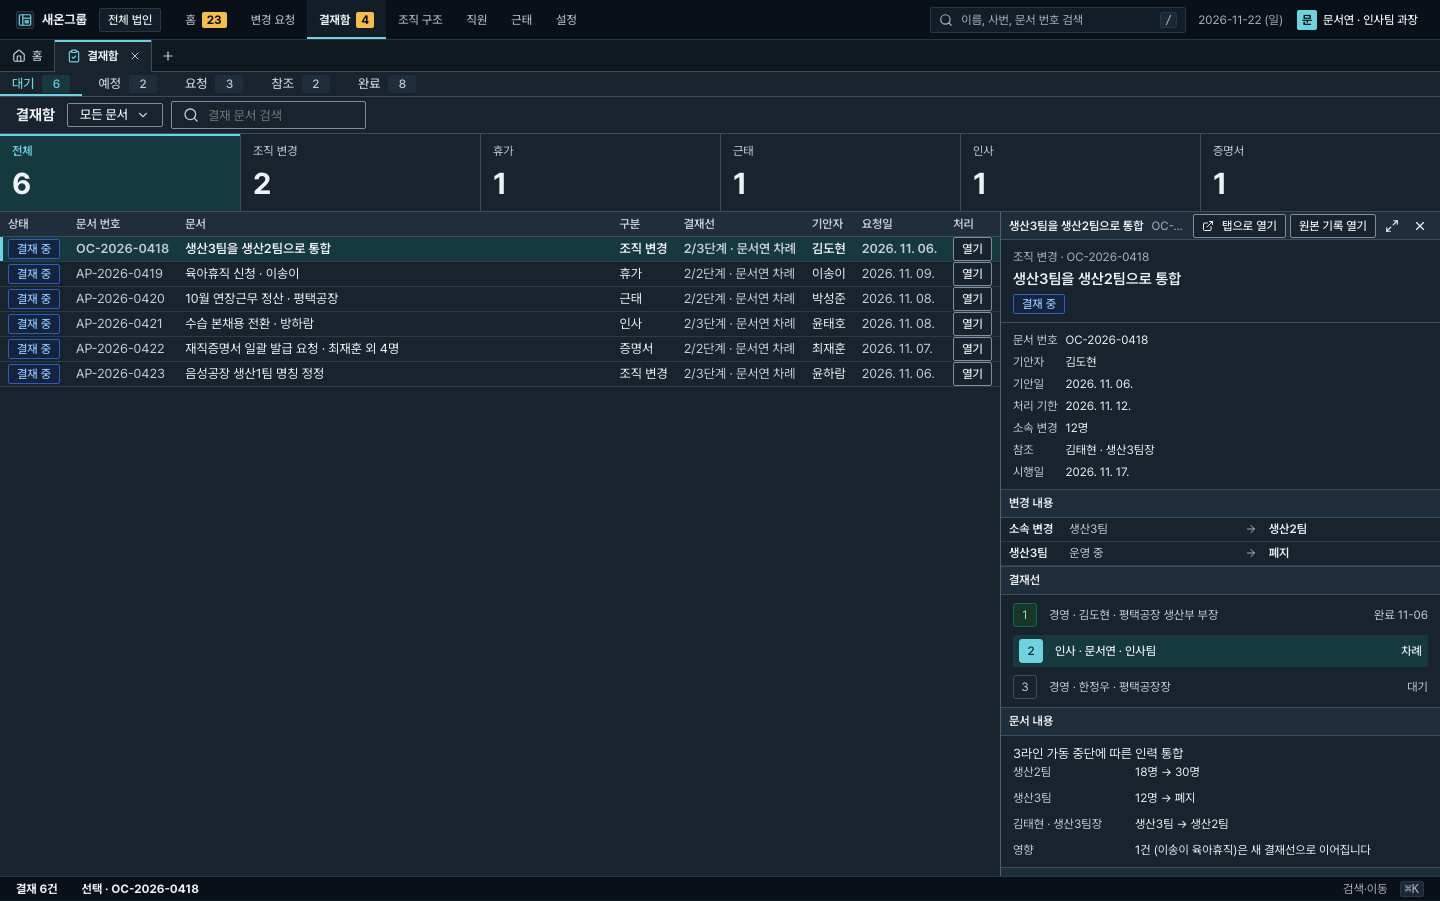 새온그룹 전체 법인 홈 23 변경 요청 결재함 4 조직 구조 직원 근태 설정 이름, 사번, 문서 번호 검색 / 2026-11-22 (일) 문 문서연 · 인사팀 과장
홈 결재함
대기 6 예정 2 요청 3 참조 2 완료 8
결재함 모든 문서 결재 문서 검색
전체 조직 변경 휴가 근태 인사 증명서
6 2 1 1 1 1
상태 문서 번호 문서 구분 결재선 기안자 요청일 처리
결재 중 OC-2026-0418 생산3팀을 생산2팀으로 통합 조직 변경 2/3단계 · 문서연 차례 김도현 2026. 11. 06. 열기
결재 중 AP-2026-0419 육아휴직 신청 · 이송이 휴가 2/2단계 · 문서연 차례 이송이 2026. 11. 09. 열기
결재 중 AP-2026-0420 10월 연장근무 정산 · 평택공장 근태 2/2단계 · 문서연 차례 박성준 2026. 11. 08. 열기
결재 중 AP-2026-0421 수습 본채용 전환 · 방하람 인사 2/3단계 · 문서연 차례 윤태호 2026. 11. 08. 열기
결재 중 AP-2026-0422 재직증명서 일괄 발급 요청 · 최재훈 외 4명 증명서 2/2단계 · 문서연 차례 최재훈 2026. 11. 07. 열기
결재 중 AP-2026-0423 음성공장 생산1팀 명칭 정정 조직 변경 2/3단계 · 문서연 차례 윤하람 2026. 11. 06. 열기
생산3팀을 생산2팀으로 통합 OC-... 탭으로 열기 원본 기록 열기
조직 변경 · OC-2026-0418
생산3팀을 생산2팀으로 통합
결재 중
문서 번호 OC-2026-0418
기안자 김도현
기안일 2026. 11. 06.
처리 기한 2026. 11. 12.
소속 변경 12명
참조 김태현 · 생산3팀장
시행일 2026. 11. 17.
변경 내용
소속 변경 생산3팀 → 생산2팀
생산3팀 운영 중 → 폐지
결재선
1 경영 · 김도현 · 평택공장 생산부 부장 완료 11-06
2 인사 · 문서연 · 인사팀 차례
3 경영 · 한정우 · 평택공장장 대기
문서 내용
3라인 가동 중단에 따른 인력 통합
생산2팀 18명 → 30명
생산3팀 12명 → 폐지
김태현 · 생산3팀장 생산3팀 → 생산2팀
영향 1건 (이송이 육아휴직)은 새 결재선으로 이어집니다
결재 6건 선택 · OC-2026-0418 검색·이동 ⌘K